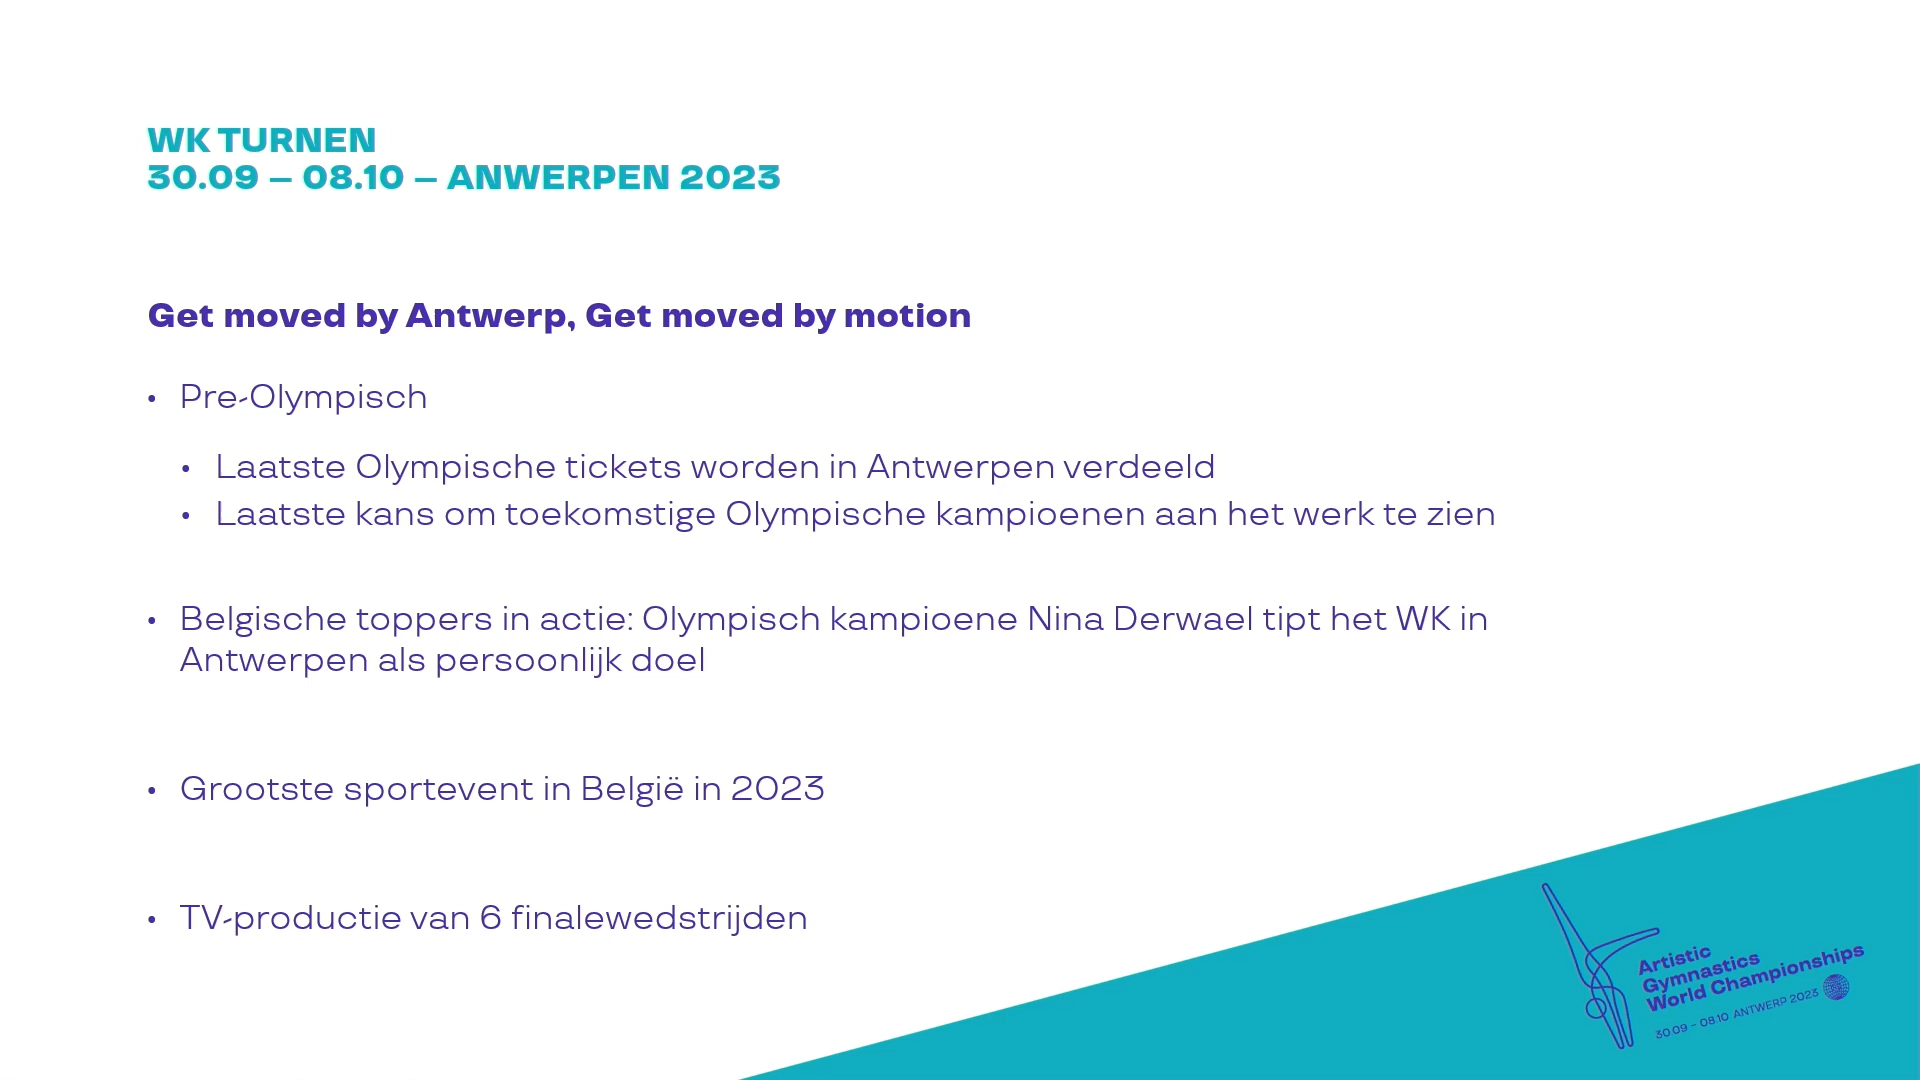 WK TURNEN
30.09 – 08.10 – ANWERPEN 2023
Get moved by Antwerp, Get moved by motion
• Pre-Olympisch
• Laatste Olympische tickets worden in Antwerpen verdeeld
• Laatste kans om toekomstige Olympische kampioenen aan het werk te zien
• Belgische toppers in actie: Olympisch kampioene Nina Derwael tipt het WK in
Antwerpen als persoonlijk doel
• Grootste sportevent in België in 2023
• TV-productie van 6 finalewedstrijden
Artistic
Gymnastics
World Championships
30.09 – 08.10 ANTWERP 2023